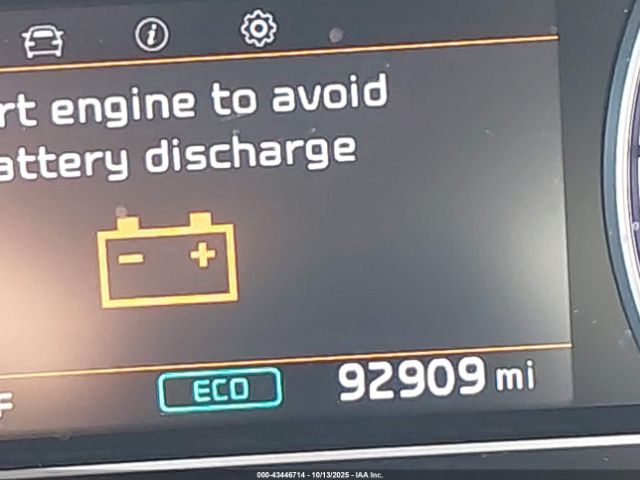 rt engine to avoid
attery discharge
ECO
92909 mi
F
000-43446714 - 10/13/2025 - IAA Inc.